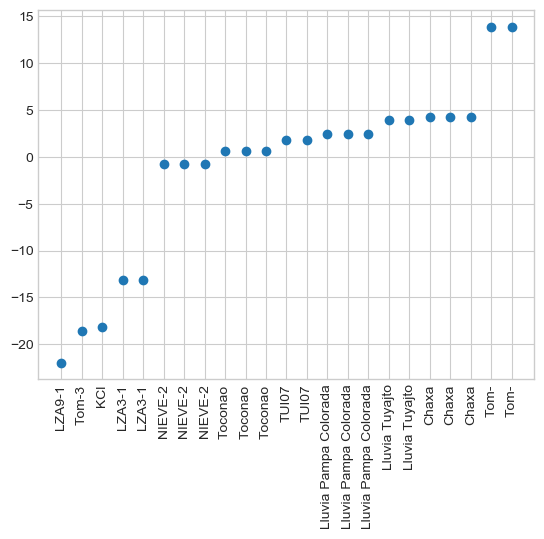 15
10
5
0
−5
−10
−15
−20
LZA9-1
Tom-3
KCl
LZA3-1
LZA3-1
NIEVE-2
NIEVE-2
NIEVE-2
Toconao
Toconao
Toconao
TUI07
TUI07
Lluvia Pampa Colorada
Lluvia Pampa Colorada
Lluvia Pampa Colorada
Lluvia Tuyajto
Lluvia Tuyajto
Chaxa
Chaxa
Chaxa
Tom-
Tom-